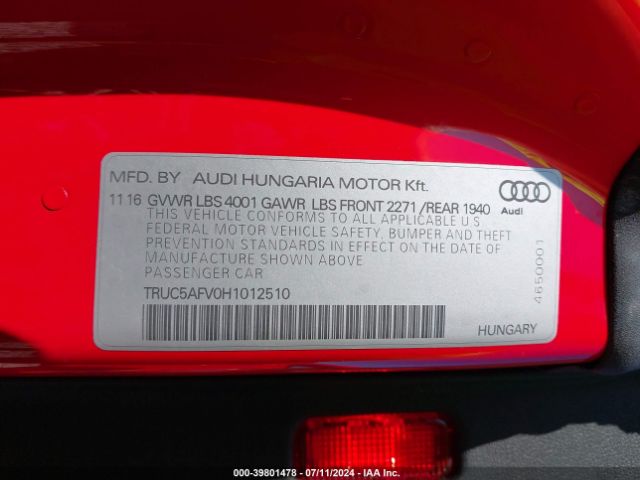 MFD. BY AUDI HUNGARIA MOTOR Kft.
11 16 GVWR LBS 4001 GAWR LBS FRONT 2271 /REAR 1940
THIS VEHICLE CONFORMS TO ALL APPLICABLE U S
FEDERAL MOTOR VEHICLE SAFETY, BUMPER AND THEFT
PREVENTION STANDARDS IN EFFECT ON THE DATE OF
MANUFACTURE SHOWN ABOVE
PASSENGER CAR
TRUC5AFV0H1012510
Audi
4650001
HUNGARY
000-39801478 - 07/11/2024 - IAA Inc.